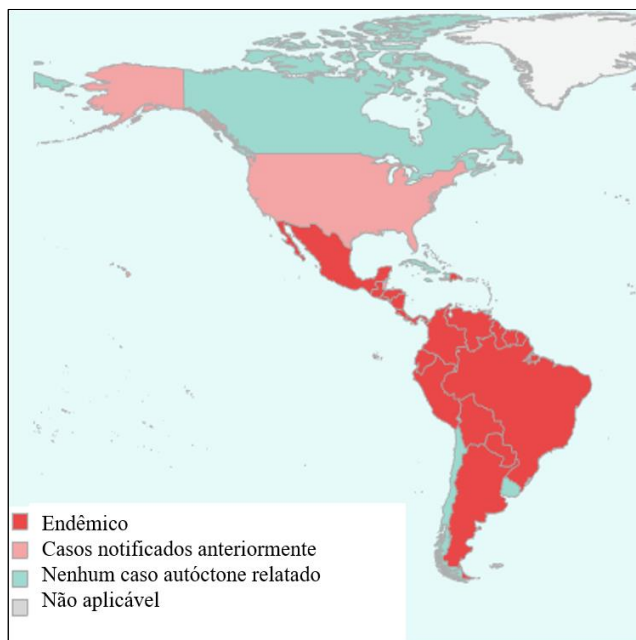 Endêmico
Casos notificados anteriormente
Nenhum caso autóctone relatado
Não aplicável